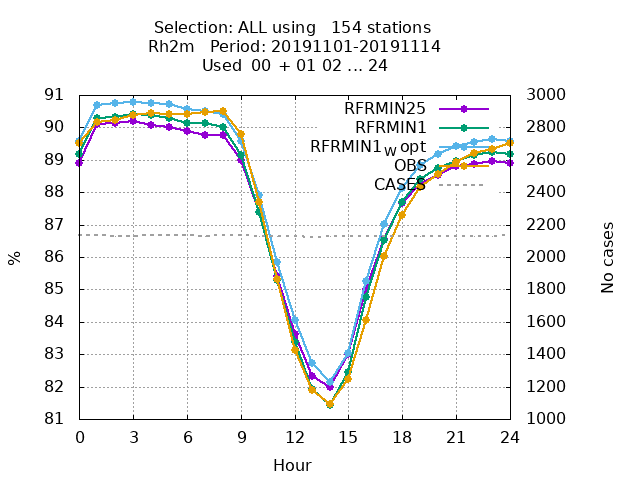 Selection: ALL using   154 stations
Rh2m   Period: 20191101-20191114
Used  00 + 01 02 ... 24
91 3000
90 2800
89 2600
88 2400
87 2200
86 2000
85 1800
84 1600
83 1400
82 1200
81 1000
RFRMIN25
RFRMIN1
RFRMIN1wopt
OBS
CASES
%
No cases
0 3 6 9 12 15 18 21 24
Hour